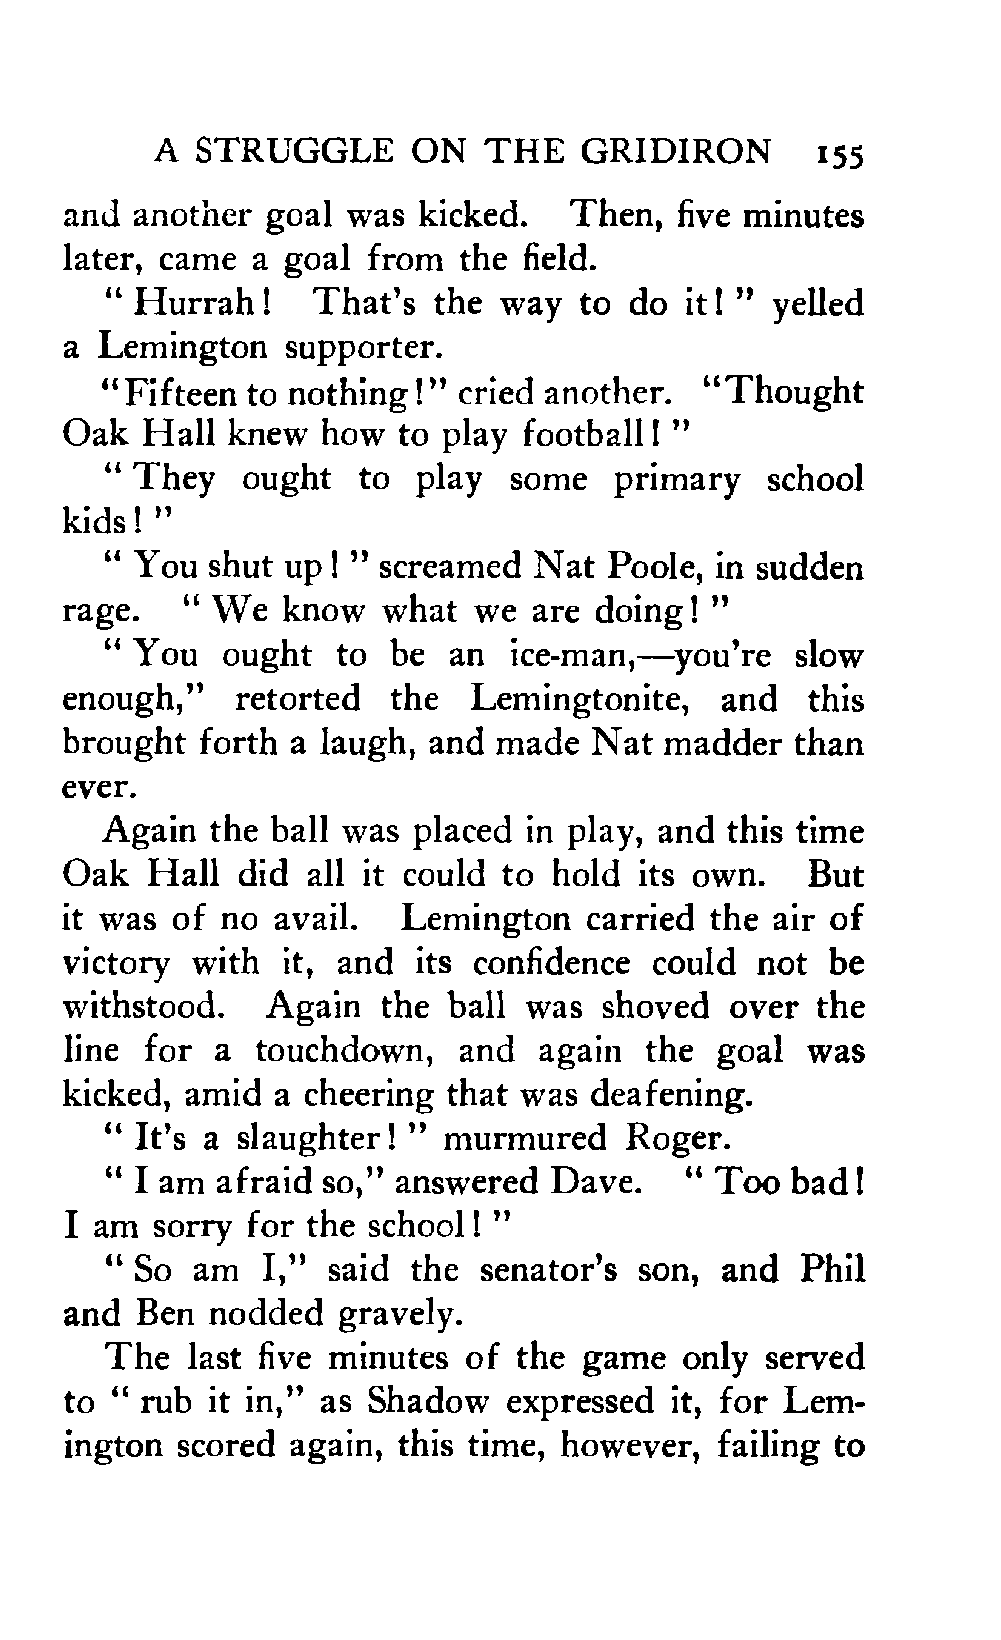 A STRUGGLE ON THE GRIDIRON 155
and another goal was kicked. Then, five minutes
later, came a goal from the field.
" Hurrah! That's the way to do it! " yelled
a Lemington supporter.
"Fifteen to nothing!" cried another. "Thought
Oak Hall knew how to play football! "
" They ought to play some primary school
kids! "
" You shut up! " screamed Nat Poole, in sudden
rage. " We know what we are doing! "
" You ought to be an ice-man,—you're slow
enough," retorted the Lemingtonite, and this
brought forth a laugh, and made Nat madder than
ever.
Again the ball was placed in play, and this time
Oak Hall did all it could to hold its own. But
it was of no avail. Lemington carried the air of
victory with it, and its confidence could not be
withstood. Again the ball was shoved over the
line for a touchdown, and again the goal was
kicked, amid a cheering that was deafening.
" It's a slaughter! " murmured Roger.
" I am afraid so," answered Dave. " Too bad!
I am sorry for the school! "
" So am I," said the senator's son, and Phil
and Ben nodded gravely.
The last five minutes of the game only served
to " rub it in," as Shadow expressed it, for Lem-
ington scored again, this time, however, failing to